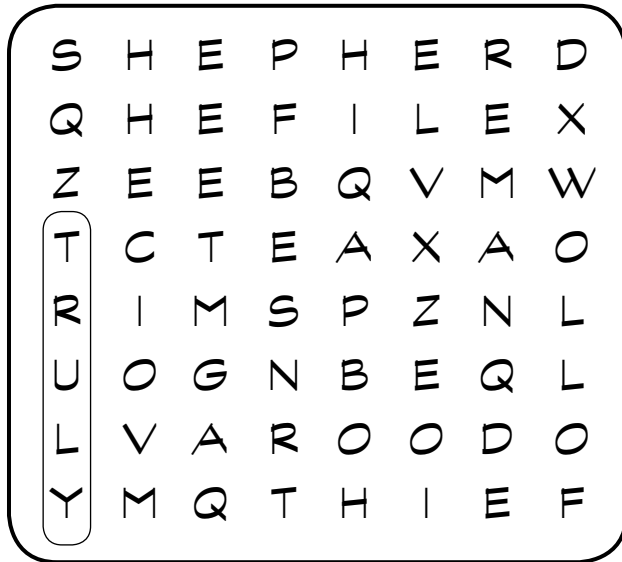 S H E P H E R D
Q H E F I L E X
Z E E B Q V M W
T C T E A X A O
R I M S P Z N L
U O G N B E Q L
L V A R O O D O
Y M Q T H I E F